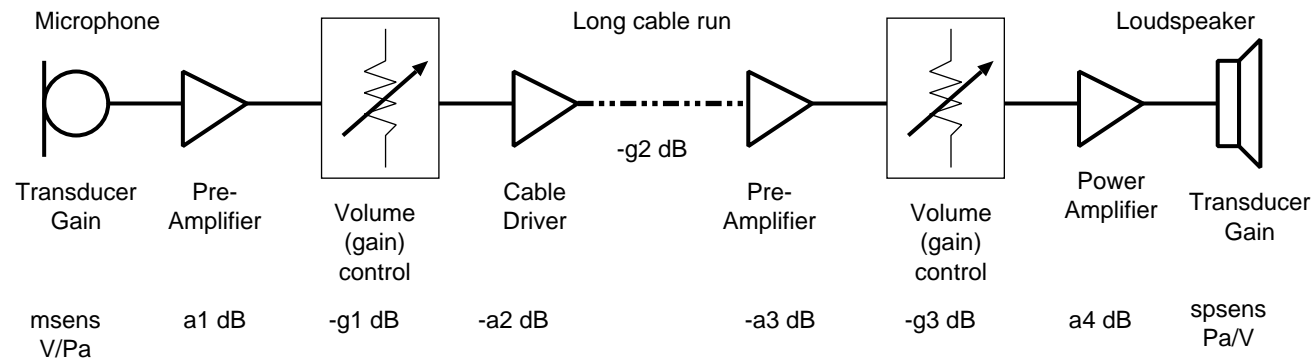 Microphone
Long cable run
Loudspeaker
-g2 dB
Transducer
Gain
Pre-
Amplifier
Volume
(gain)
control
Cable
Driver
Pre-
Amplifier
Volume
(gain)
control
Power
Amplifier
Transducer
Gain
msens
V/Pa
a1 dB
-g1 dB
-a2 dB
-a3 dB
-g3 dB
a4 dB
spsens
Pa/V